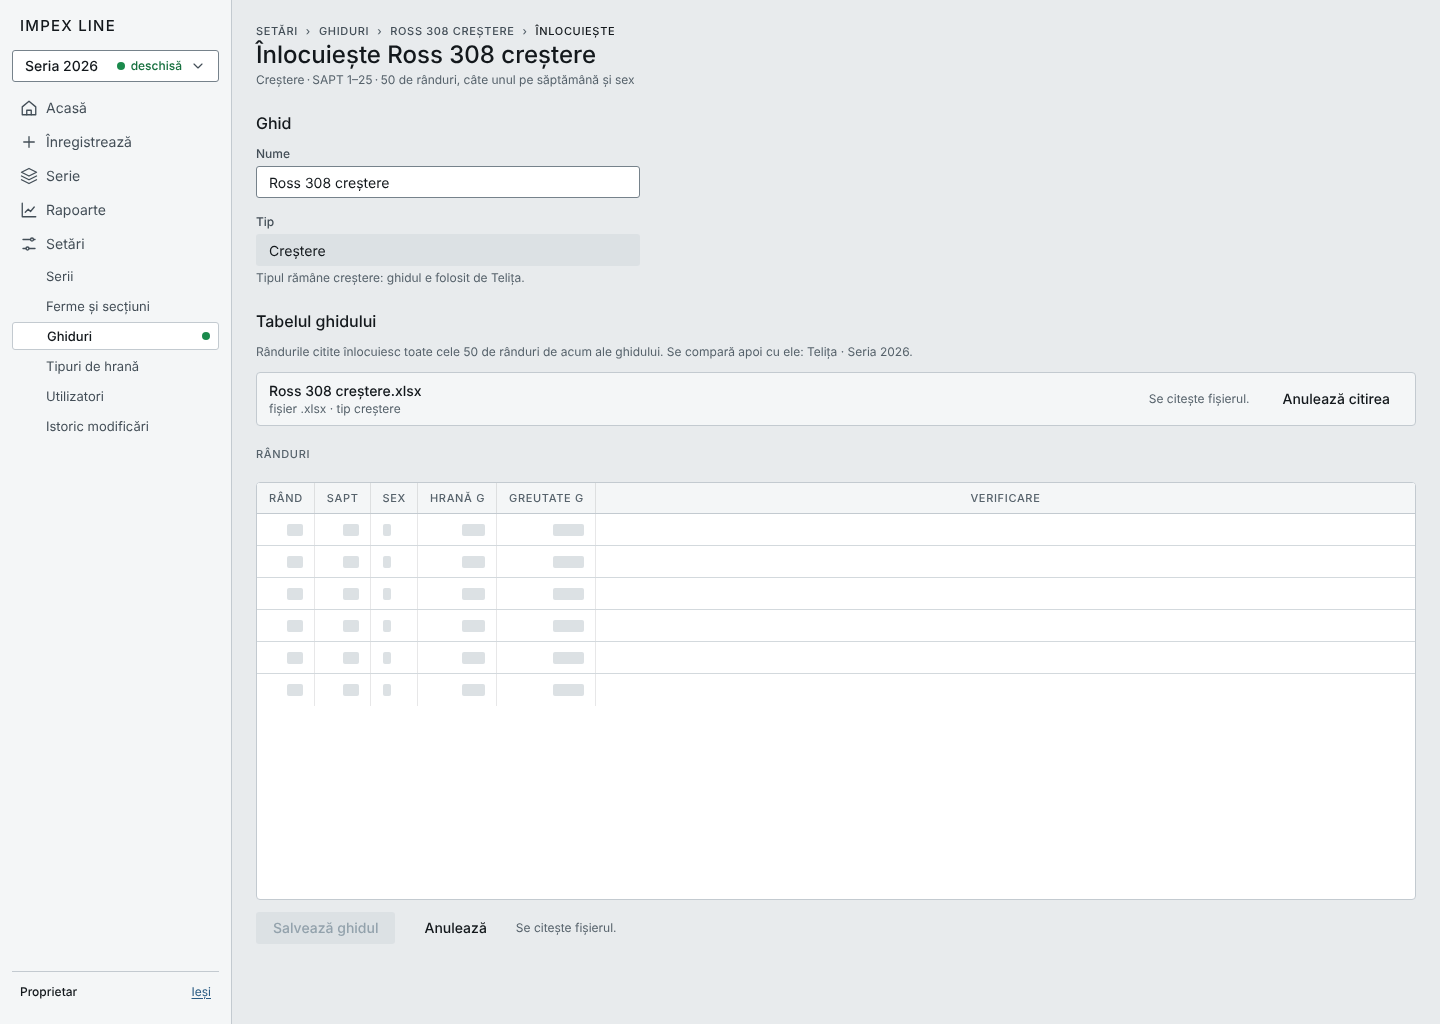 IMPEX LINE
Seria 2026 deschisă
Acasă
Înregistrează
Serie
Rapoarte
Setări
Serii
Ferme și secțiuni
Ghiduri
Tipuri de hrană
Utilizatori
Istoric modificări
Proprietar Ieși
SETĂRI › GHIDURI › ROSS 308 CREȘTERE › ÎNLOCUIEȘTE
Înlocuiește Ross 308 creștere
Creștere · SAPT 1–25 · 50 de rânduri, câte unul pe săptămână și sex
Ghid
Nume
Ross 308 creștere
Tip
Creștere
Tipul rămâne creștere: ghidul e folosit de Telița.
Tabelul ghidului
Rândurile citite înlocuiesc toate cele 50 de rânduri de acum ale ghidului. Se compară apoi cu ele: Telița · Seria 2026.
Ross 308 creștere.xlsx
fișier .xlsx · tip creștere
Se citește fișierul. Anulează citirea
RÂNDURI
RÂND SAPT SEX HRANĂ G GREUTATE G VERIFICARE
Salvează ghidul Anulează Se citește fișierul.